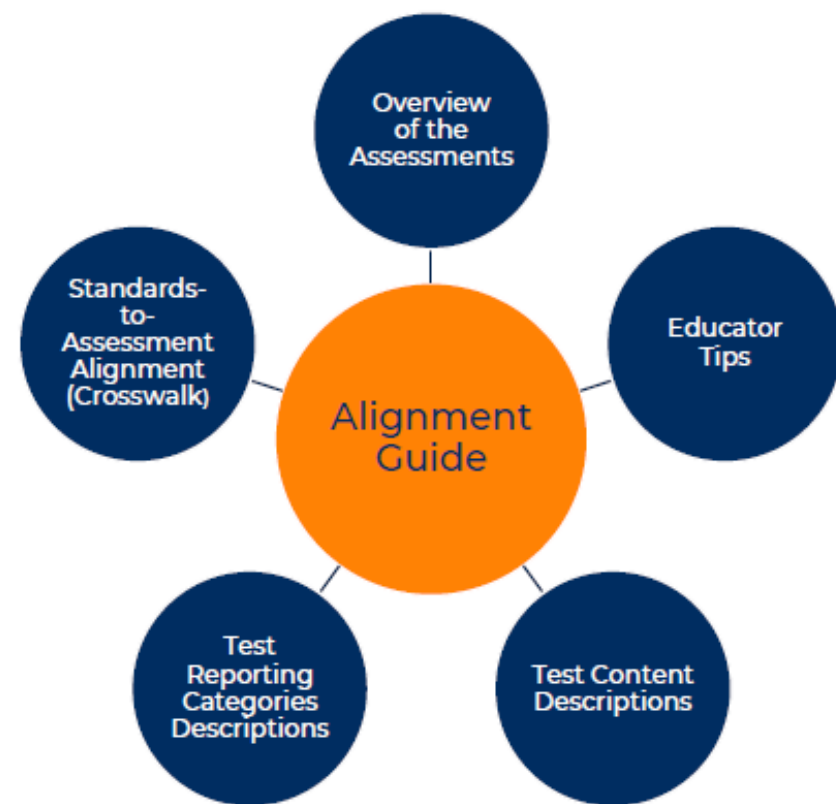 Overview
of the
Assessments
Standards-
to-
Assessment
Alignment
(Crosswalk)
Educator
Tips
Alignment
Guide
Test
Reporting
Categories
Descriptions
Test Content
Descriptions